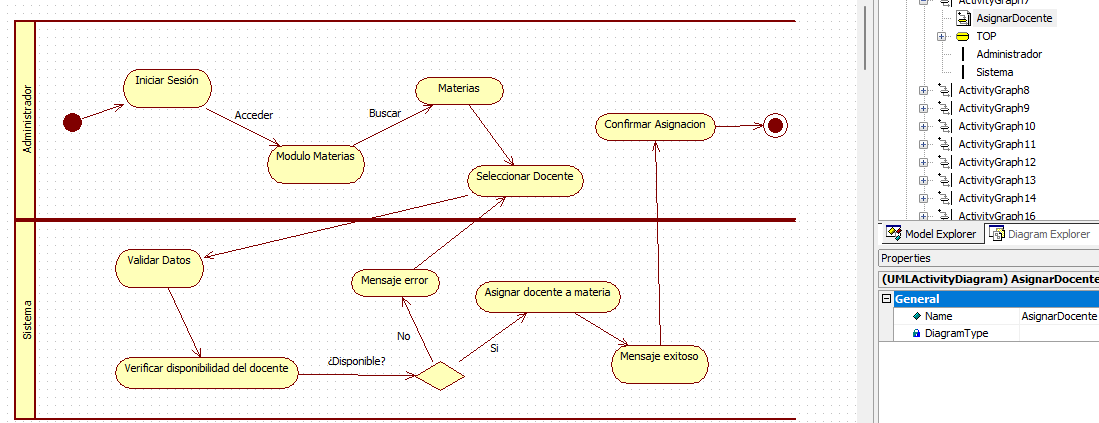 Administrador
Iniciar Sesión
Acceder
Modulo Materias
Buscar
Materias
Seleccionar Docente
Confirmar Asignacion
Sistema
Validar Datos
Verificar disponibilidad del docente
¿Disponible?
No
Mensaje error
Si
Asignar docente a materia
Mensaje exitoso
ActivityGraph7
AsignarDocente
TOP
Administrador
Sistema
ActivityGraph8
ActivityGraph9
ActivityGraph10
ActivityGraph11
ActivityGraph12
ActivityGraph13
ActivityGraph14
ActivityGraph16
Model Explorer
Diagram Explorer
Properties
(UMLActivityDiagram) AsignarDocente
General
Name AsignarDocente
DiagramType